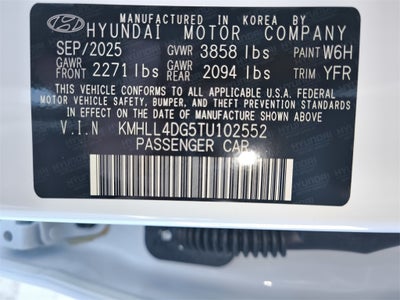 MANUFACTURED IN KOREA BY
HYUNDAI MOTOR COMPANY
SEP/2025 GVWR 3858 lbs PAINT W6H
GAWR FRONT 2271 lbs GAWR REAR 2094 lbs TRIM YFR
THIS VEHICLE CONFORMS TO ALL APPLICABLE U.S.A. FEDERAL
MOTOR VEHICLE SAFETY, BUMPER, AND THEFT PREVENTION STANDARDS
IN EFFECT ON THE DATE OF MANUFACTURE SHOWN ABOVE.
V.I.N KMHLL4DG5TU102552
PASSENGER CAR